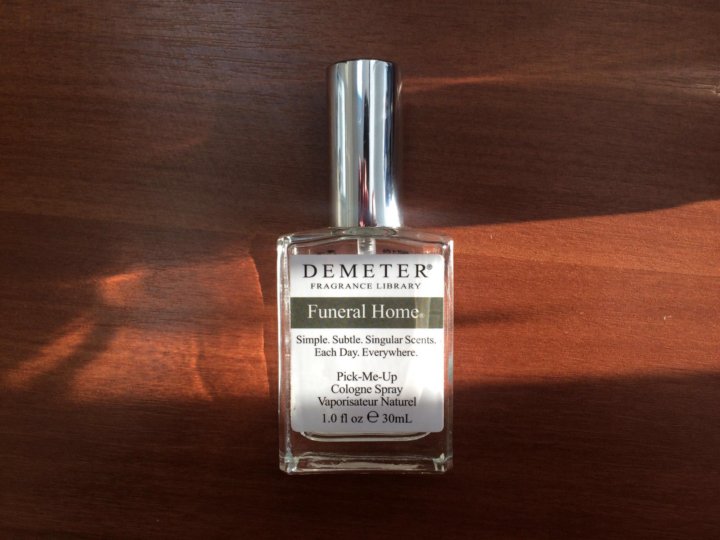 DEMETER®
FRAGRANCE LIBRARY
Funeral Home®
Simple. Subtle. Singular Scents.
Each Day. Everywhere.
Pick-Me-Up
Cologne Spray
Vaporisateur Naturel
1.0 fl oz ℮ 30mL